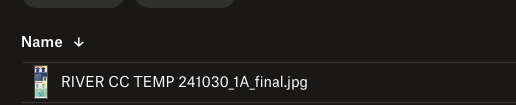 Name ↓
RIVER CC TEMP 241030_1A_final.jpg